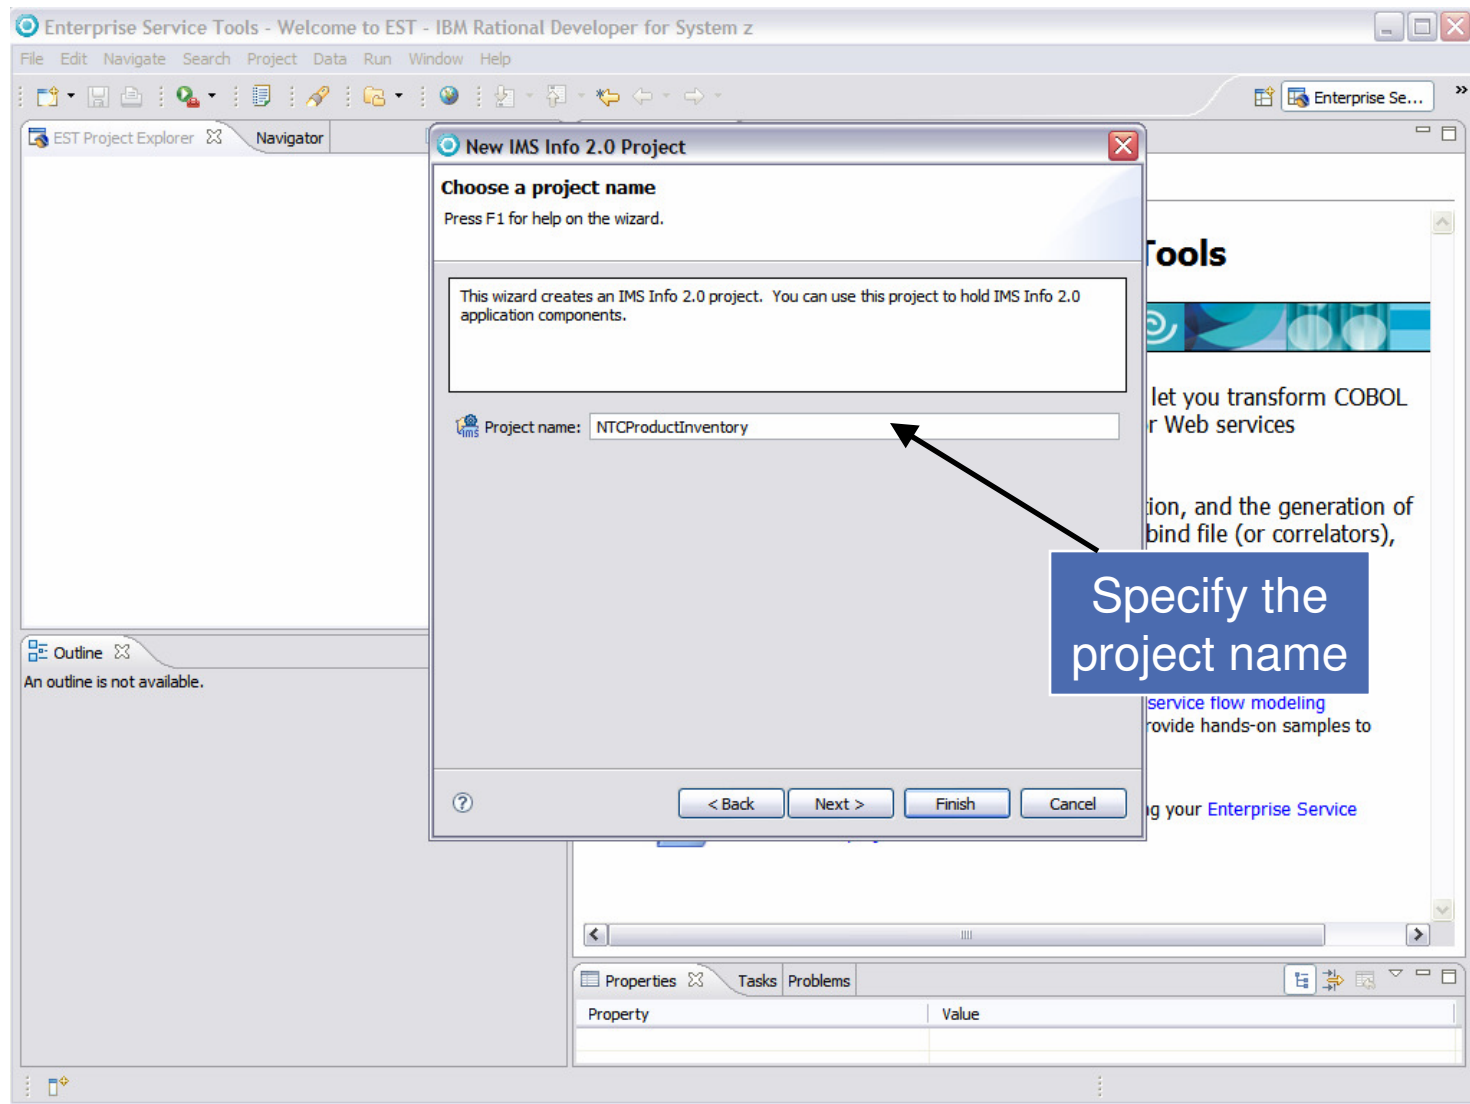 Enterprise Service Tools - Welcome to EST - IBM Rational Developer for System z
File Edit Navigate Search Project Data Run Window Help
Enterprise Se... »
EST Project Explorer Navigator
New IMS Info 2.0 Project
Choose a project name
Press F1 for help on the wizard.
Tools
This wizard creates an IMS Info 2.0 project. You can use this project to hold IMS Info 2.0
application components.
let you transform COBOL
Web services
ims Project name: NTCProductInventory
and the generation of
bind file (or correlators),
Specify the
project name
Outline
An outline is not available.
service flow modeling
hands-on samples to
< Back Next > Finish Cancel
your Enterprise Service
Properties Tasks Problems
Property Value